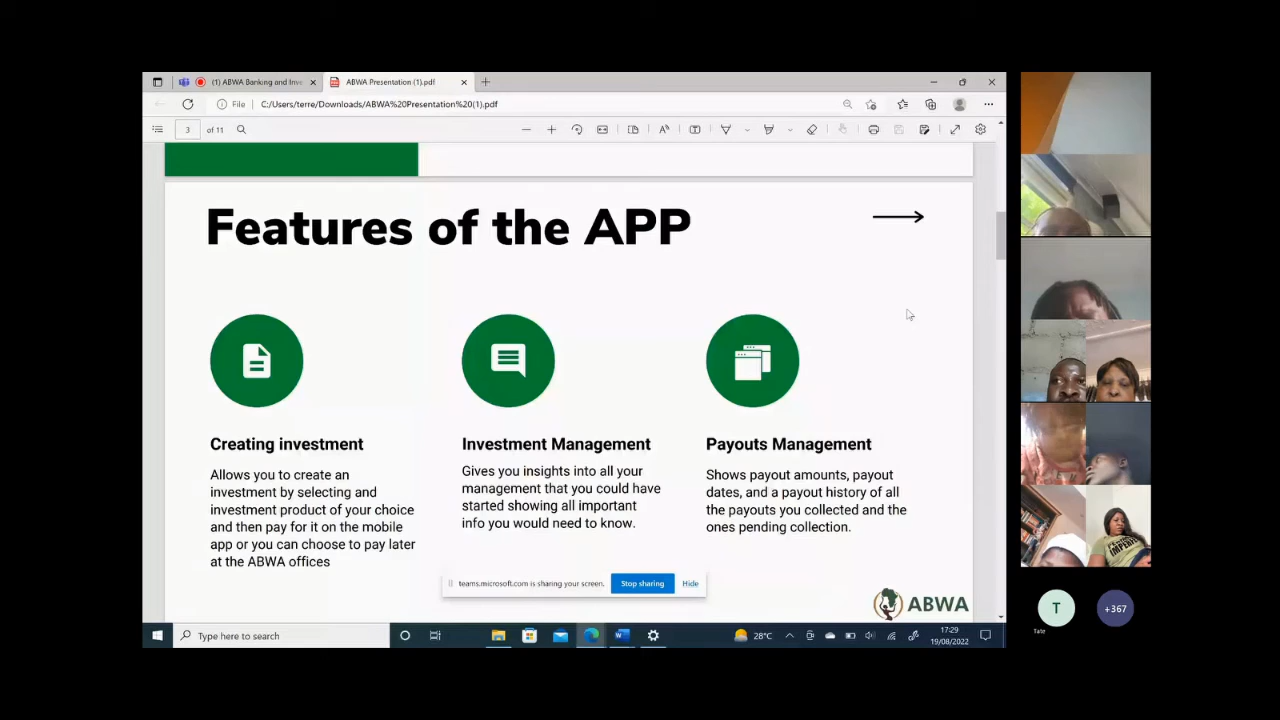 (1) ABWA Banking and Inve
ABWA Presentation (1).pdf
File
C:/Users/terre/Downloads/ABWA%20Presentation%20(1).pdf
3
of 11
Features of the APP
Creating investment
Allows you to create an
investment by selecting and
investment product of your choice
and then pay for it on the mobile
app or you can choose to pay later
at the ABWA offices
Investment Management
Gives you insights into all your
management that you could have
started showing all important
info you would need to know.
Payouts Management
Shows payout amounts, payout
dates, and a payout history of all
the payouts you collected and the
ones pending collection.
teams.microsoft.com is sharing your screen.
Stop sharing
Hide
ABWA
Type here to search
28°C
17:29
19/08/2022
T
Tate
+367